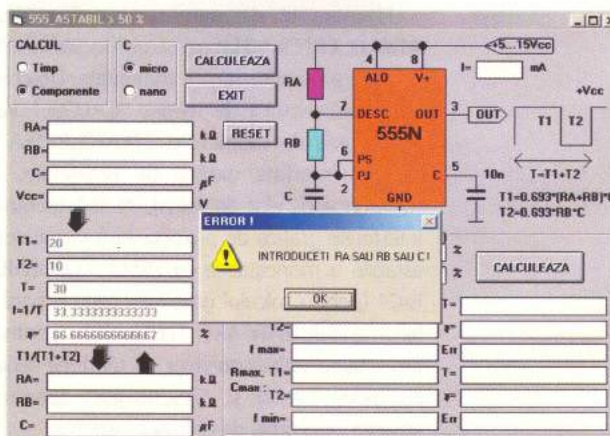 555_ASTABIL > 50 %
CALCUL
Timp
Componente
C
micro
nano
CALCULEAZA
EXIT
RESET
RA=
kΩ
RB=
kΩ
C=
µF
Vcc=
V
T1= 20
T2= 10
T= 30
f=1/T 33.3333333333333
66.6666666666667 %
T1/(T1+T2)
RA= kΩ
RB= kΩ
C= µF
+5...15Vcc
I= mA
4 8
ALO V+
RA
7 DESC OUT 3 OUT
555N
RB
6 PS
PJ
2
C 5
10n
C
GND
+Vcc
T1 T2
T=T1+T2
T1=0.693*(RA+RB)*C
T2=0.693*RB*C
ERROR !
INTRODUCETI RA SAU RB SAU C !
OK
%
%
CALCULEAZA
T=
T2=
f max= Err
Rmax, T1= T=
Cmax :
T2=
f min= Err